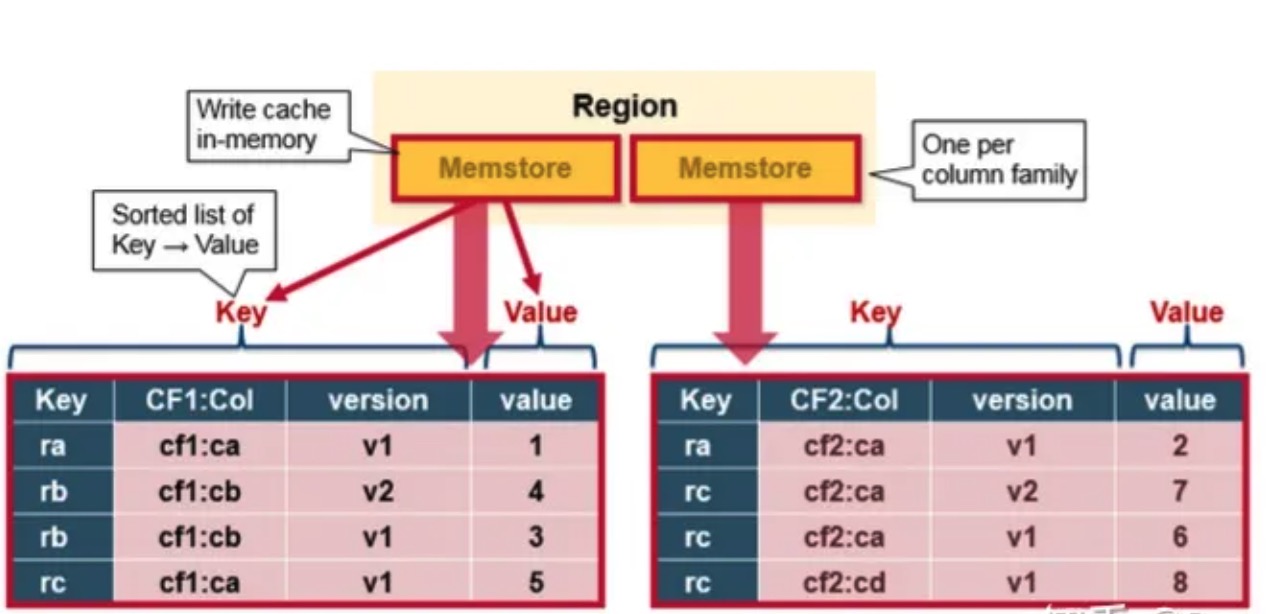 Region
Write cache
in-memory
Memstore
Memstore
One per
column family
Sorted list of
Key → Value
Key
Value
Key
Value
Key CF1:Col version value
ra cf1:ca v1 1
rb cf1:cb v2 4
rb cf1:cb v1 3
rc cf1:ca v1 5
Key CF2:Col version value
ra cf2:ca v1 2
rc cf2:ca v2 7
rc cf2:ca v1 6
rc cf2:cd v1 8